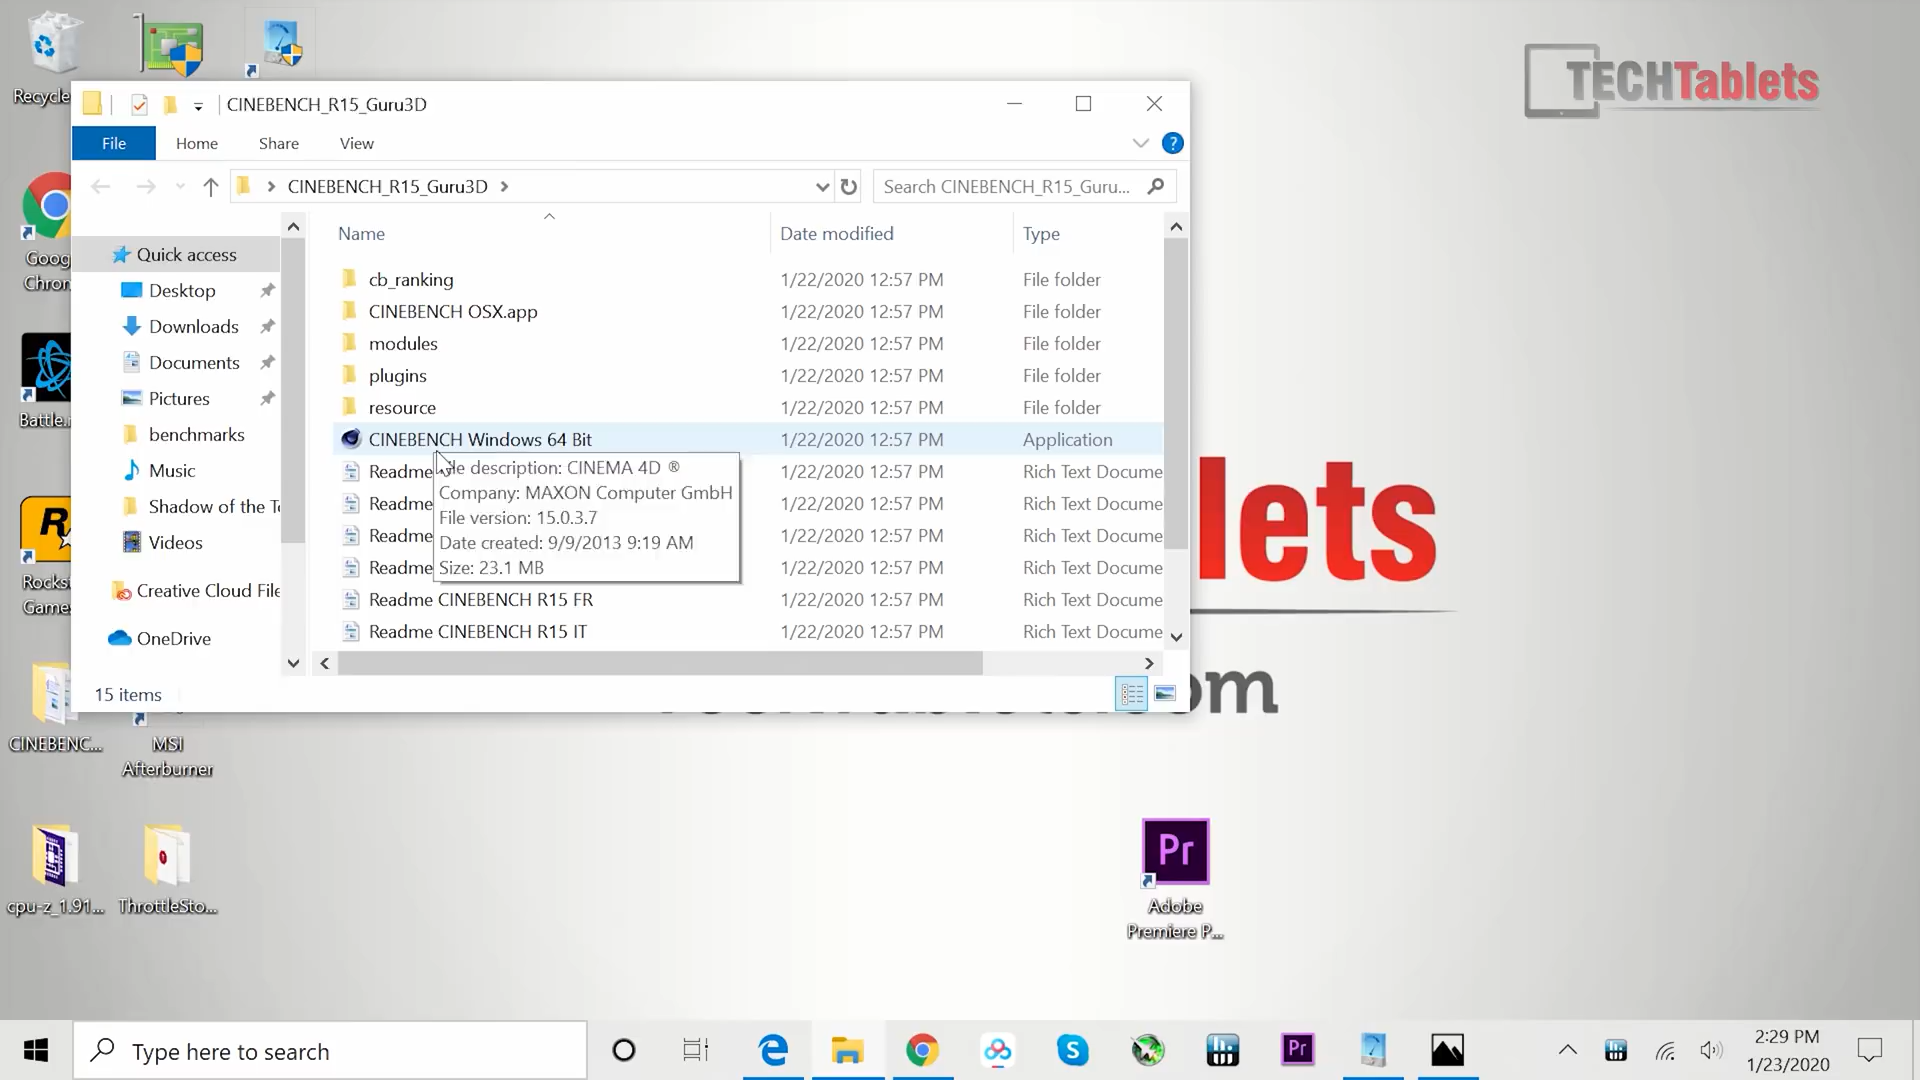 TECHTablets
Recycle
CINEBENCH_R15_Guru3D
File
Home
Share
View
CINEBENCH_R15_Guru3D
Search CINEBENCH_R15_Guru...
Name
Date modified
Type
Quick access
Desktop
Downloads
Documents
Pictures
benchmarks
Music
Shadow of the T
Videos
Creative Cloud File
OneDrive
cb_ranking 1/22/2020 12:57 PM File folder
CINEBENCH OSX.app 1/22/2020 12:57 PM File folder
modules 1/22/2020 12:57 PM File folder
plugins 1/22/2020 12:57 PM File folder
resource 1/22/2020 12:57 PM File folder
CINEBENCH Windows 64 Bit 1/22/2020 12:57 PM Application
Readme 1/22/2020 12:57 PM Rich Text Docume
Readme 1/22/2020 12:57 PM Rich Text Docume
Readme 1/22/2020 12:57 PM Rich Text Docume
Readme 1/22/2020 12:57 PM Rich Text Docume
Readme CINEBENCH R15 FR 1/22/2020 12:57 PM Rich Text Docume
Readme CINEBENCH R15 IT 1/22/2020 12:57 PM Rich Text Docume
File description: CINEMA 4D ®
Company: MAXON Computer GmbH
File version: 15.0.3.7
Date created: 9/9/2013 9:19 AM
Size: 23.1 MB
15 items
Goog
Chron
Battle.n
R
Rocks
Game
lets
om
CINEBENC...
MSI
Afterburner
cpu-z_1.91...
ThrottleSto...
Pr
Adobe
Premiere P...
Type here to search
S
Pr
2:29 PM
1/23/2020